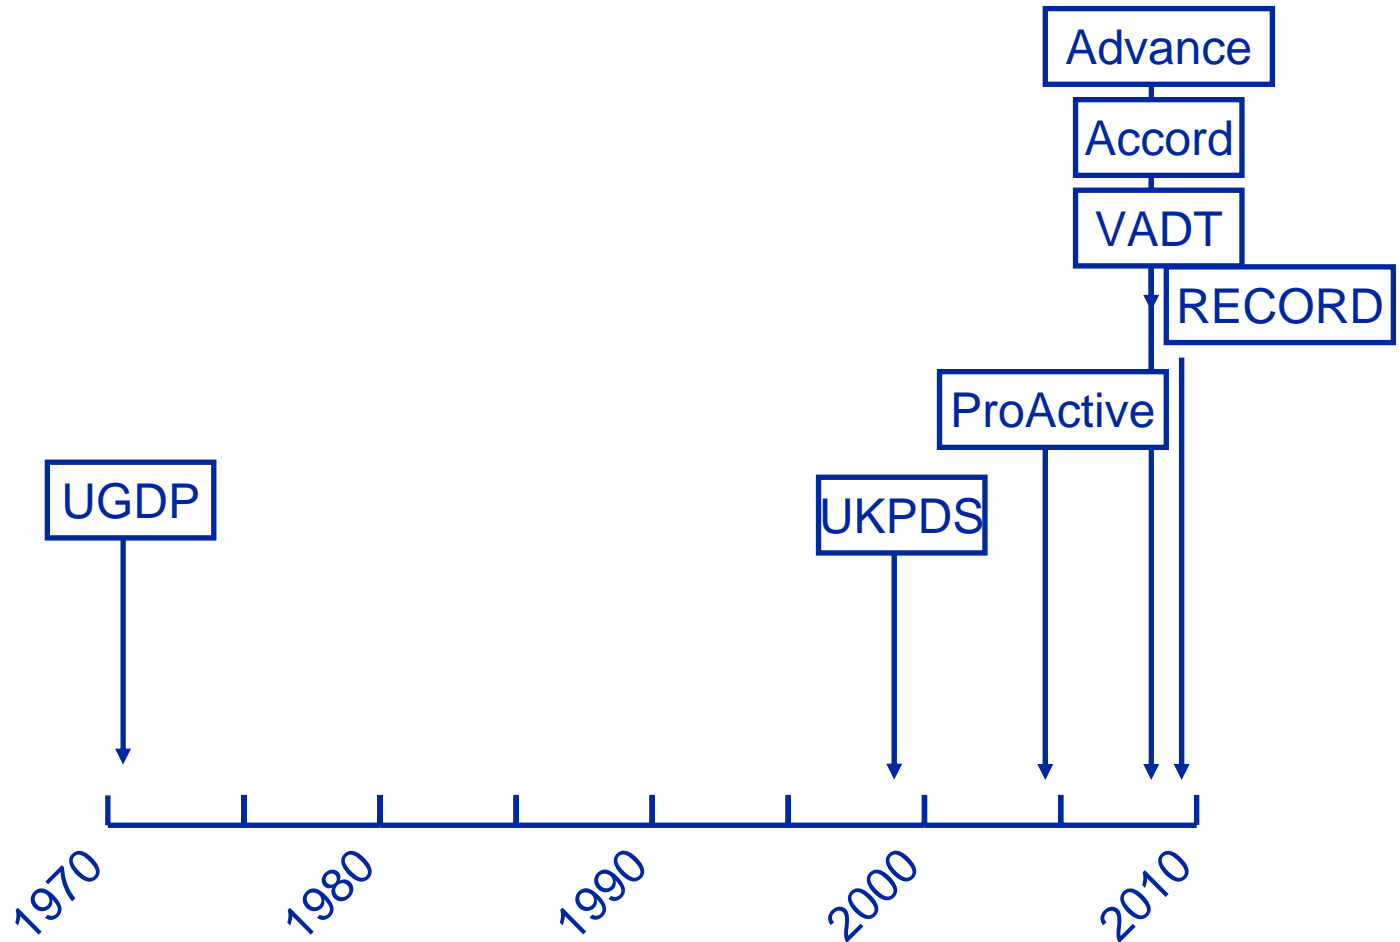 Advance
Accord
VADT
RECORD
ProActive
UGDP
UKPDS
1970
1980
1990
2000
2010